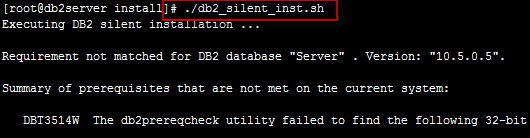 [root@db2server install]# ./db2_silent_inst.sh
Executing DB2 silent installation ...
Requirement not matched for DB2 database "Server" . Version: "10.5.0.5".
Summary of prerequisites that are not met on the current system:
DBT3514W  The db2prereqcheck utility failed to find the following 32-bit